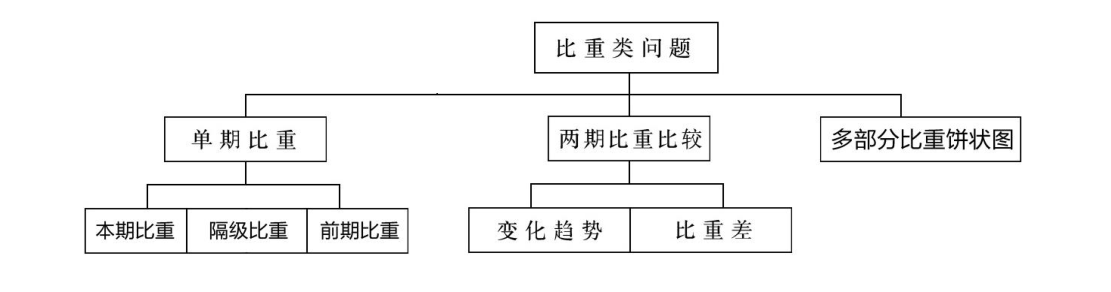 比重类问题
单期比重
两期比重比较
多部分比重饼状图
本期比重
隔级比重
前期比重
变化趋势
比重差